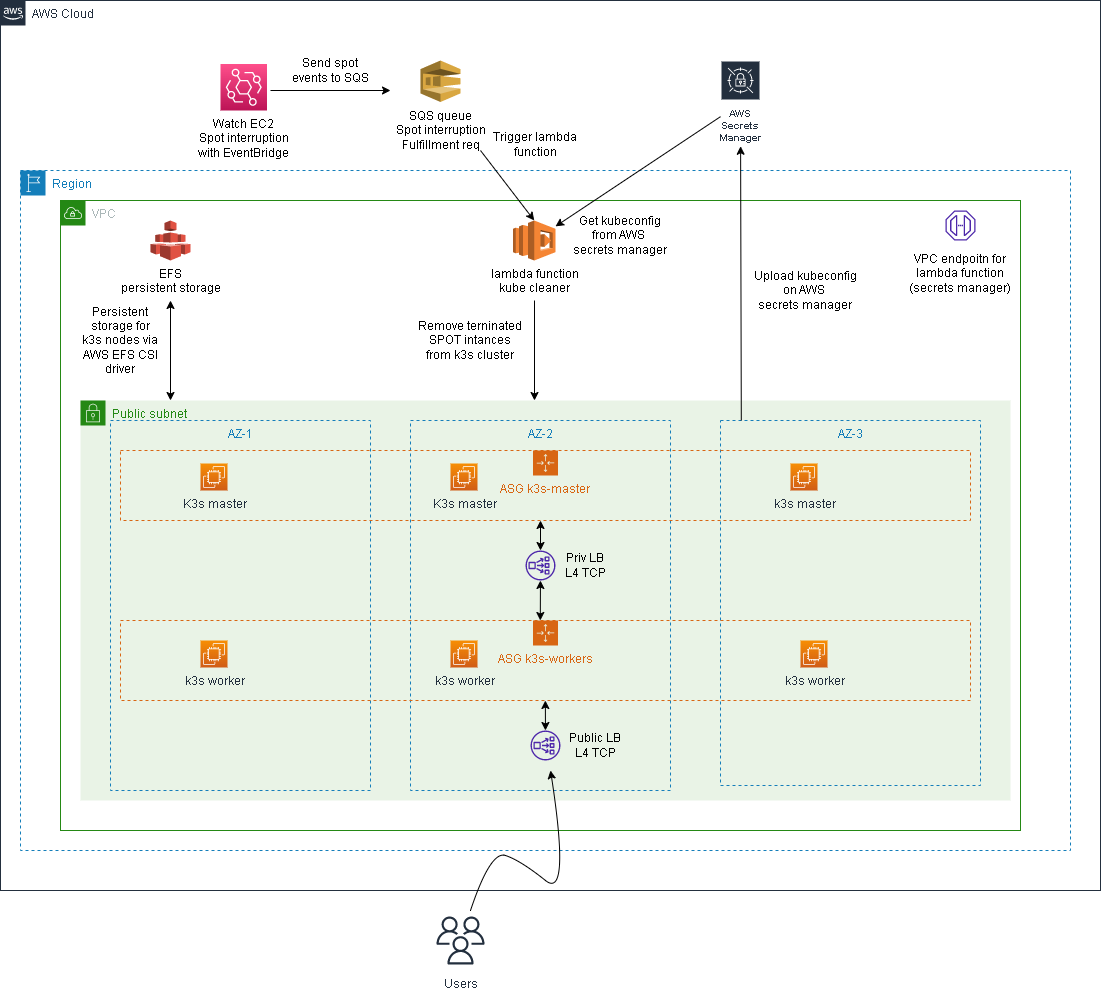 aws
AWS Cloud
Send spot
events to SQS
Watch EC2
Spot interruption
with EventBridge
SQS queue
Spot interruption
Fulfillment req
Trigger lambda
function
AWS
Secrets
Manager
Region
VPC
EFS
persistent storage
lambda function
kube cleaner
Get kubeconfig
from AWS
secrets manager
Upload kubeconfig
on AWS
secrets manager
VPC endpoitn for
lambda function
(secrets manager)
Persistent
storage for
k3s nodes via
AWS EFS CSI
driver
Remove terninated
SPOT intances
from k3s cluster
Public subnet
AZ-1
AZ-2
AZ-3
K3s master
K3s master
ASG k3s-master
k3s master
Priv LB
L4 TCP
k3s worker
k3s worker
ASG k3s-workers
k3s worker
Public LB
L4 TCP
Users